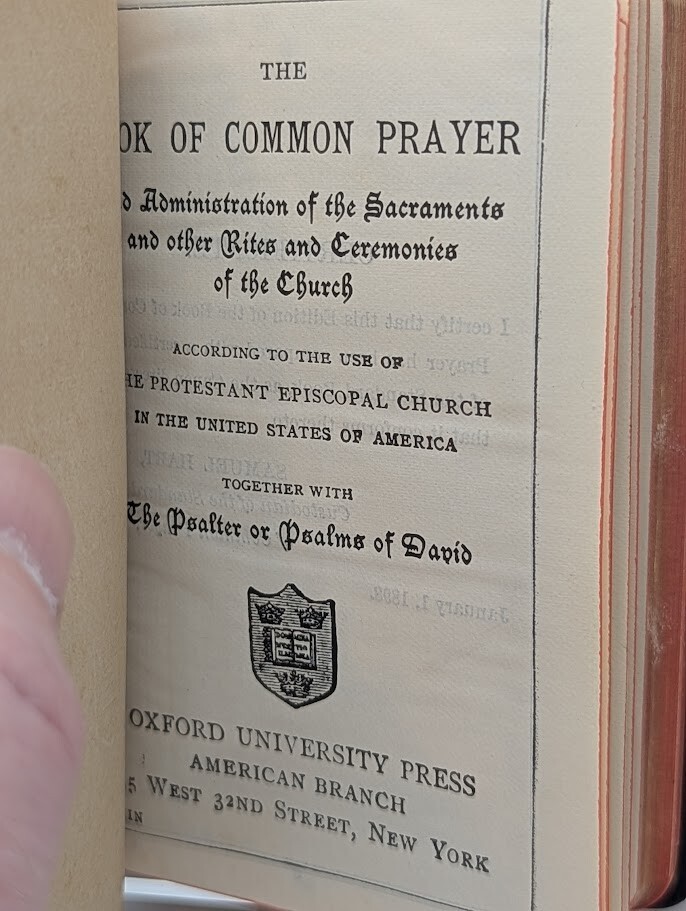 THE
OK OF COMMON PRAYER
d Administration of the Sacraments
and other Rites and Ceremonies
of the Church
ACCORDING TO THE USE OF
HE PROTESTANT EPISCOPAL CHURCH
IN THE UNITED STATES OF AMERICA
TOGETHER WITH
The Psalter or Psalms of David
OXFORD UNIVERSITY PRESS
AMERICAN BRANCH
5 WEST 32ND STREET, NEW YORK
IN